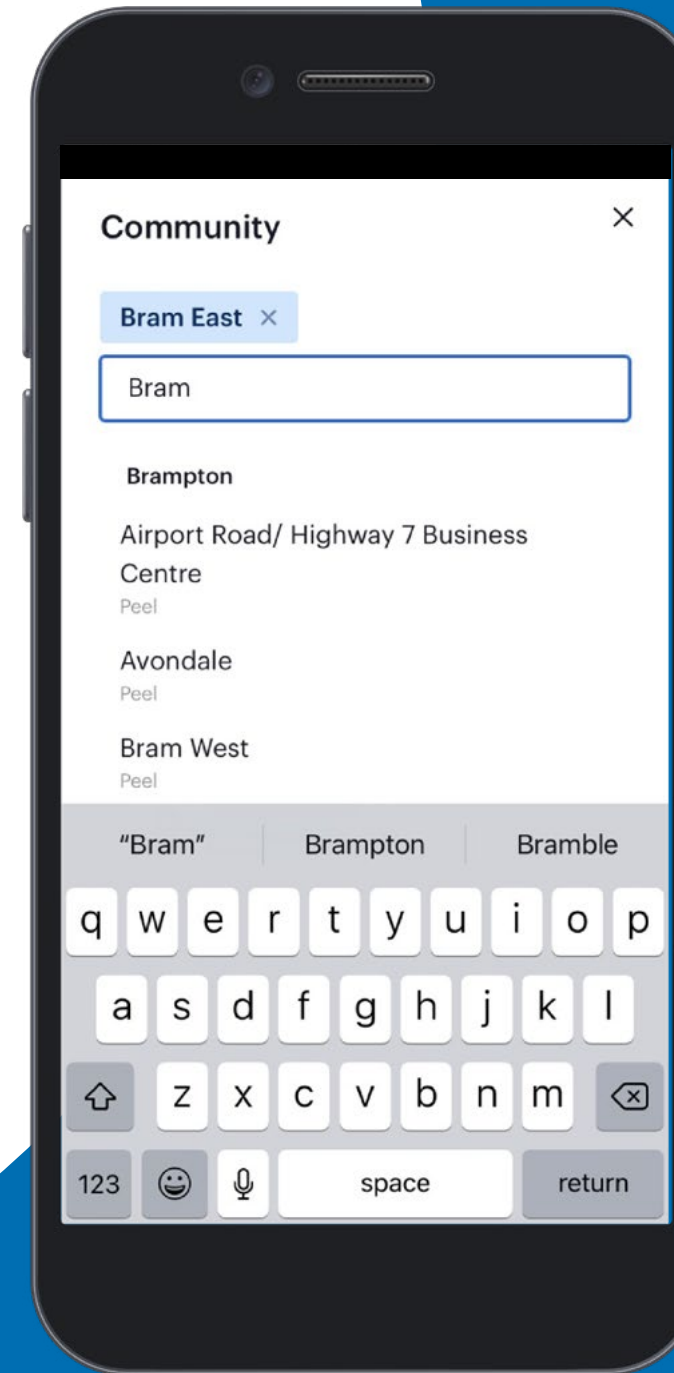 Community
Bram East
Bram
Brampton
Airport Road/ Highway 7 Business
Centre
Peel
Avondale
Peel
Bram West
Peel
“Bram” Brampton Bramble
q w e r t y u i o p
a s d f g h j k l
z x c v b n m
123 space return